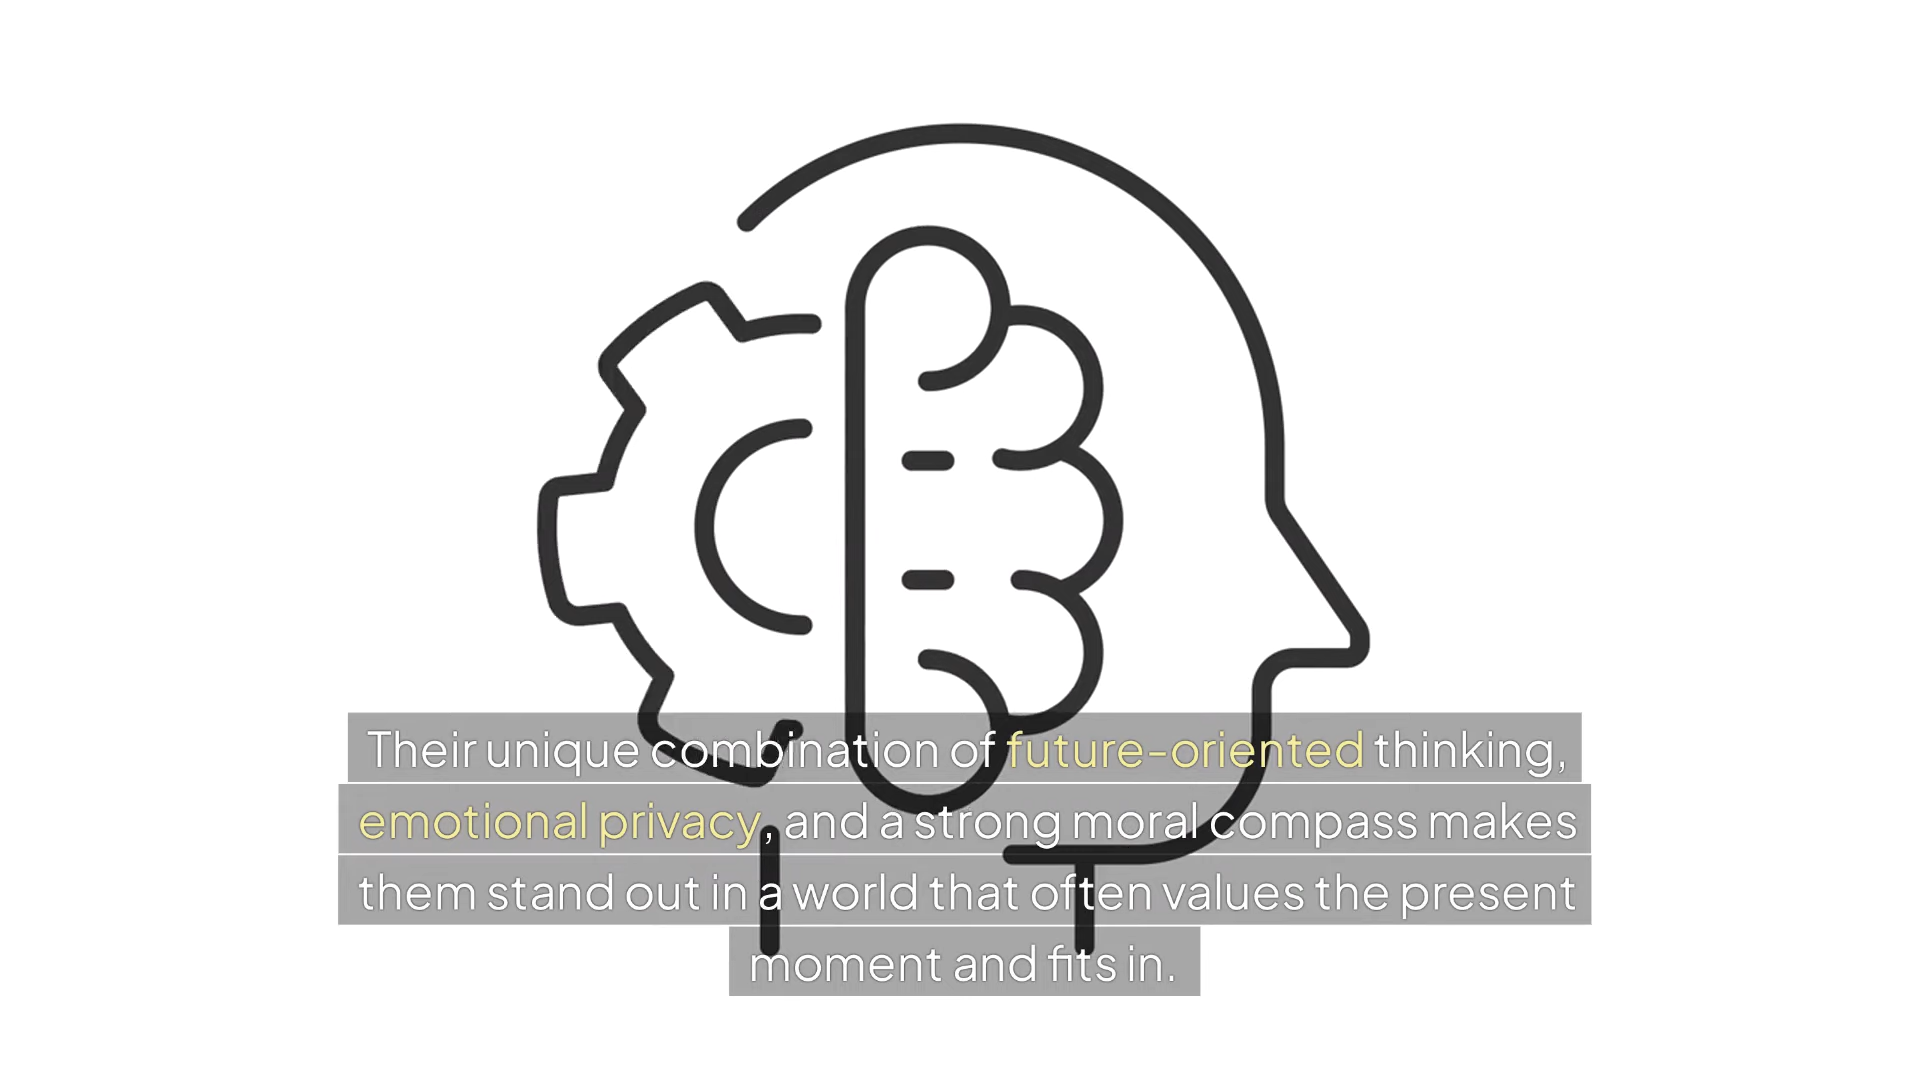 Their unique combination of future-oriented thinking,
emotional privacy, and a strong moral compass makes
them stand out in a world that often values the present
moment and fits in.